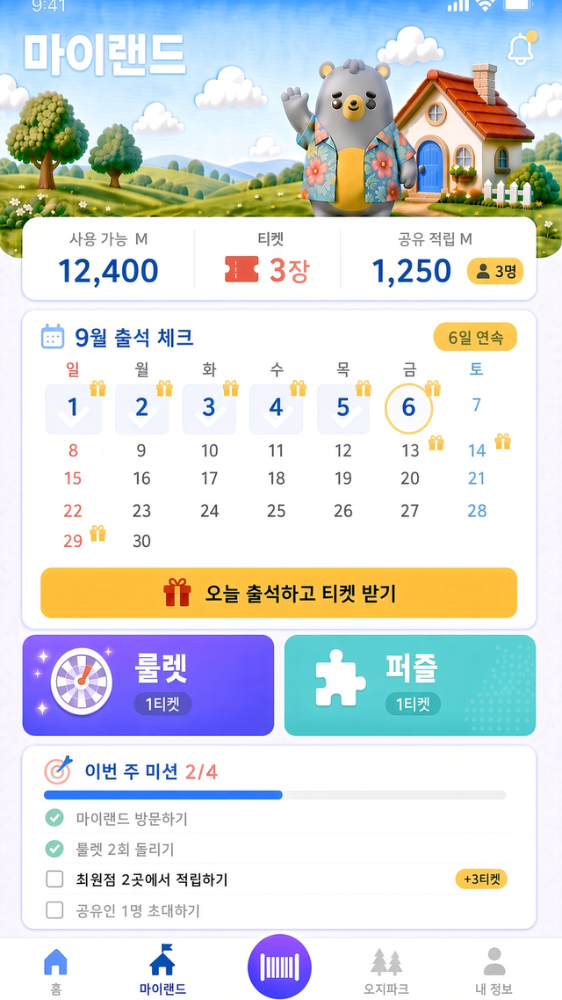 9:41
마이랜드
사용 가능 M
티켓
공유 적립 M
12,400
3장
1,250
3명
9월 출석 체크
6일 연속
일 월 화 수 목 금 토
1 2 3 4 5 6 7
8 9 10 11 12 13 14
15 16 17 18 19 20 21
22 23 24 25 26 27 28
29 30
오늘 출석하고 티켓 받기
룰렛
1티켓
퍼즐
1티켓
이번 주 미션 2/4
마이랜드 방문하기
룰렛 2회 돌리기
최원점 2곳에서 적립하기
+3티켓
공유인 1명 초대하기
홈
마이랜드
오지파크
내 정보